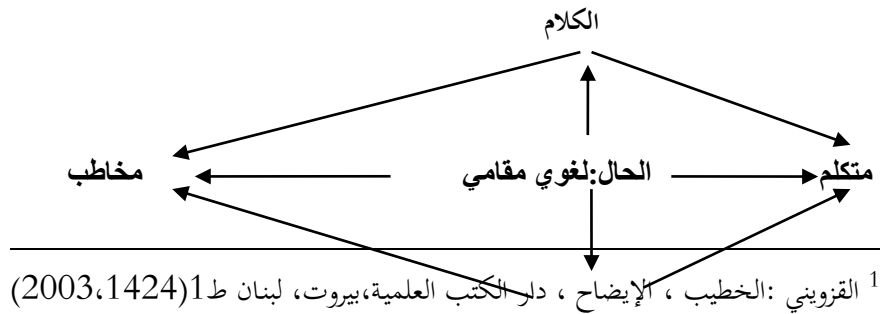 الكلام
متكلم الحال:لغوي مقامي مخاطب
1 القزويني :الخطيب ، الإيضاح ، دار الكتب العلمية،بيروت، لبنان ط1(2003،1424)